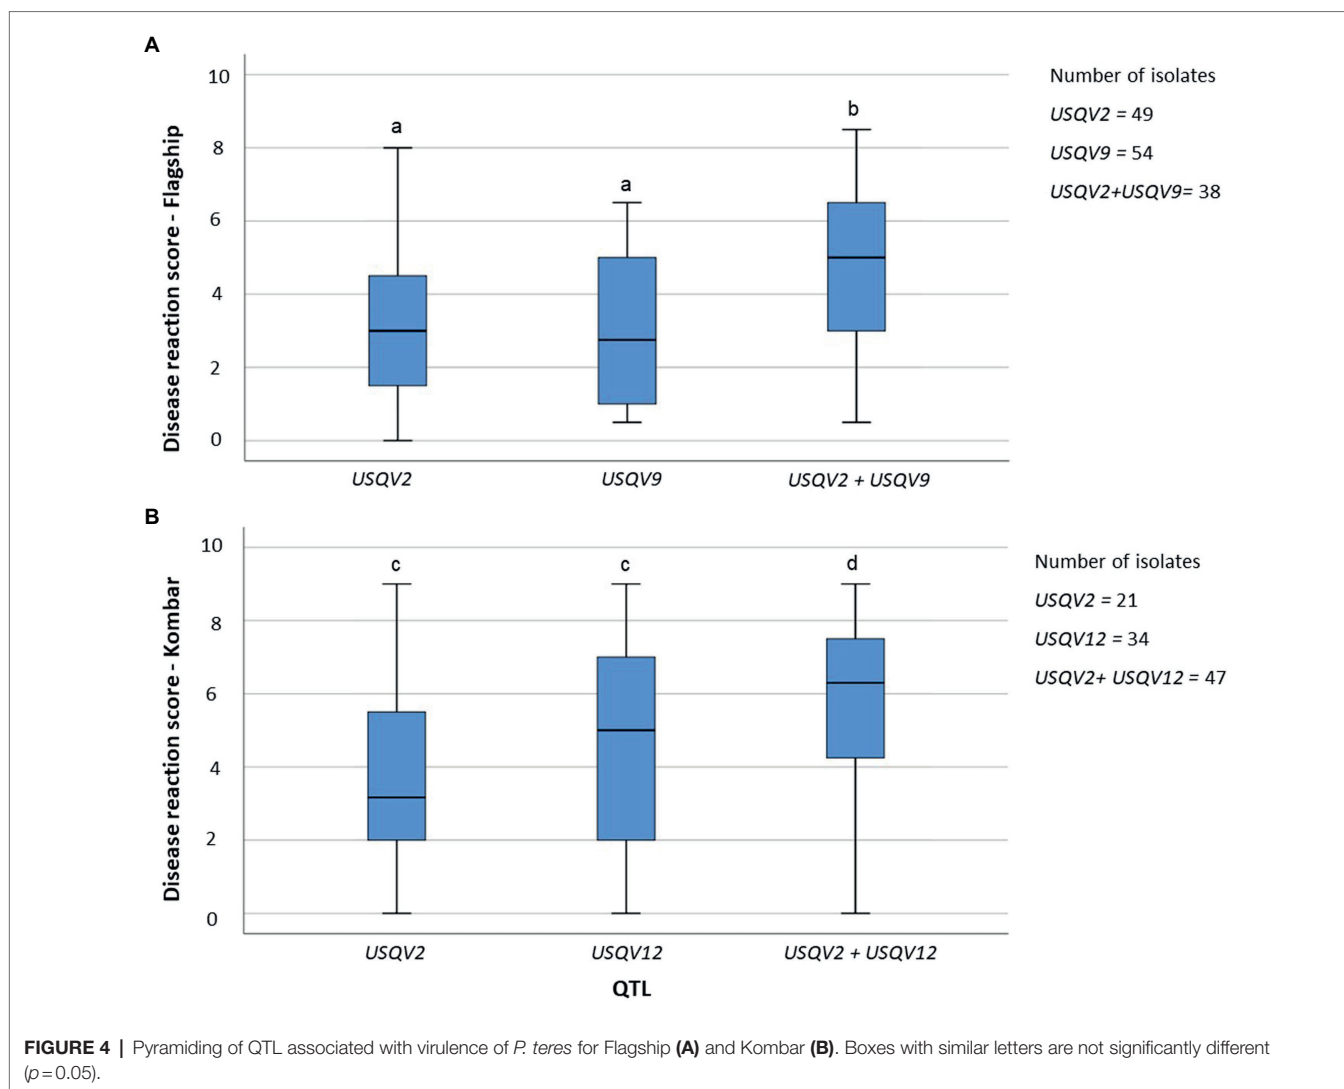 A
Disease reaction score - Flagship
10
8
6
4
2
0
a
a
b
USQV2
USQV9
USQV2 + USQV9
Number of isolates
USQV2 = 49
USQV9 = 54
USQV2+USQV9= 38
B
Disease reaction score - Kombar
10
8
6
4
2
0
c
c
d
USQV2
USQV12
USQV2 + USQV12
QTL
Number of isolates
USQV2 = 21
USQV12 = 34
USQV2+ USQV12 = 47
FIGURE 4 | Pyramiding of QTL associated with virulence of P. teres for Flagship (A) and Kombar (B). Boxes with similar letters are not significantly different
(p=0.05).